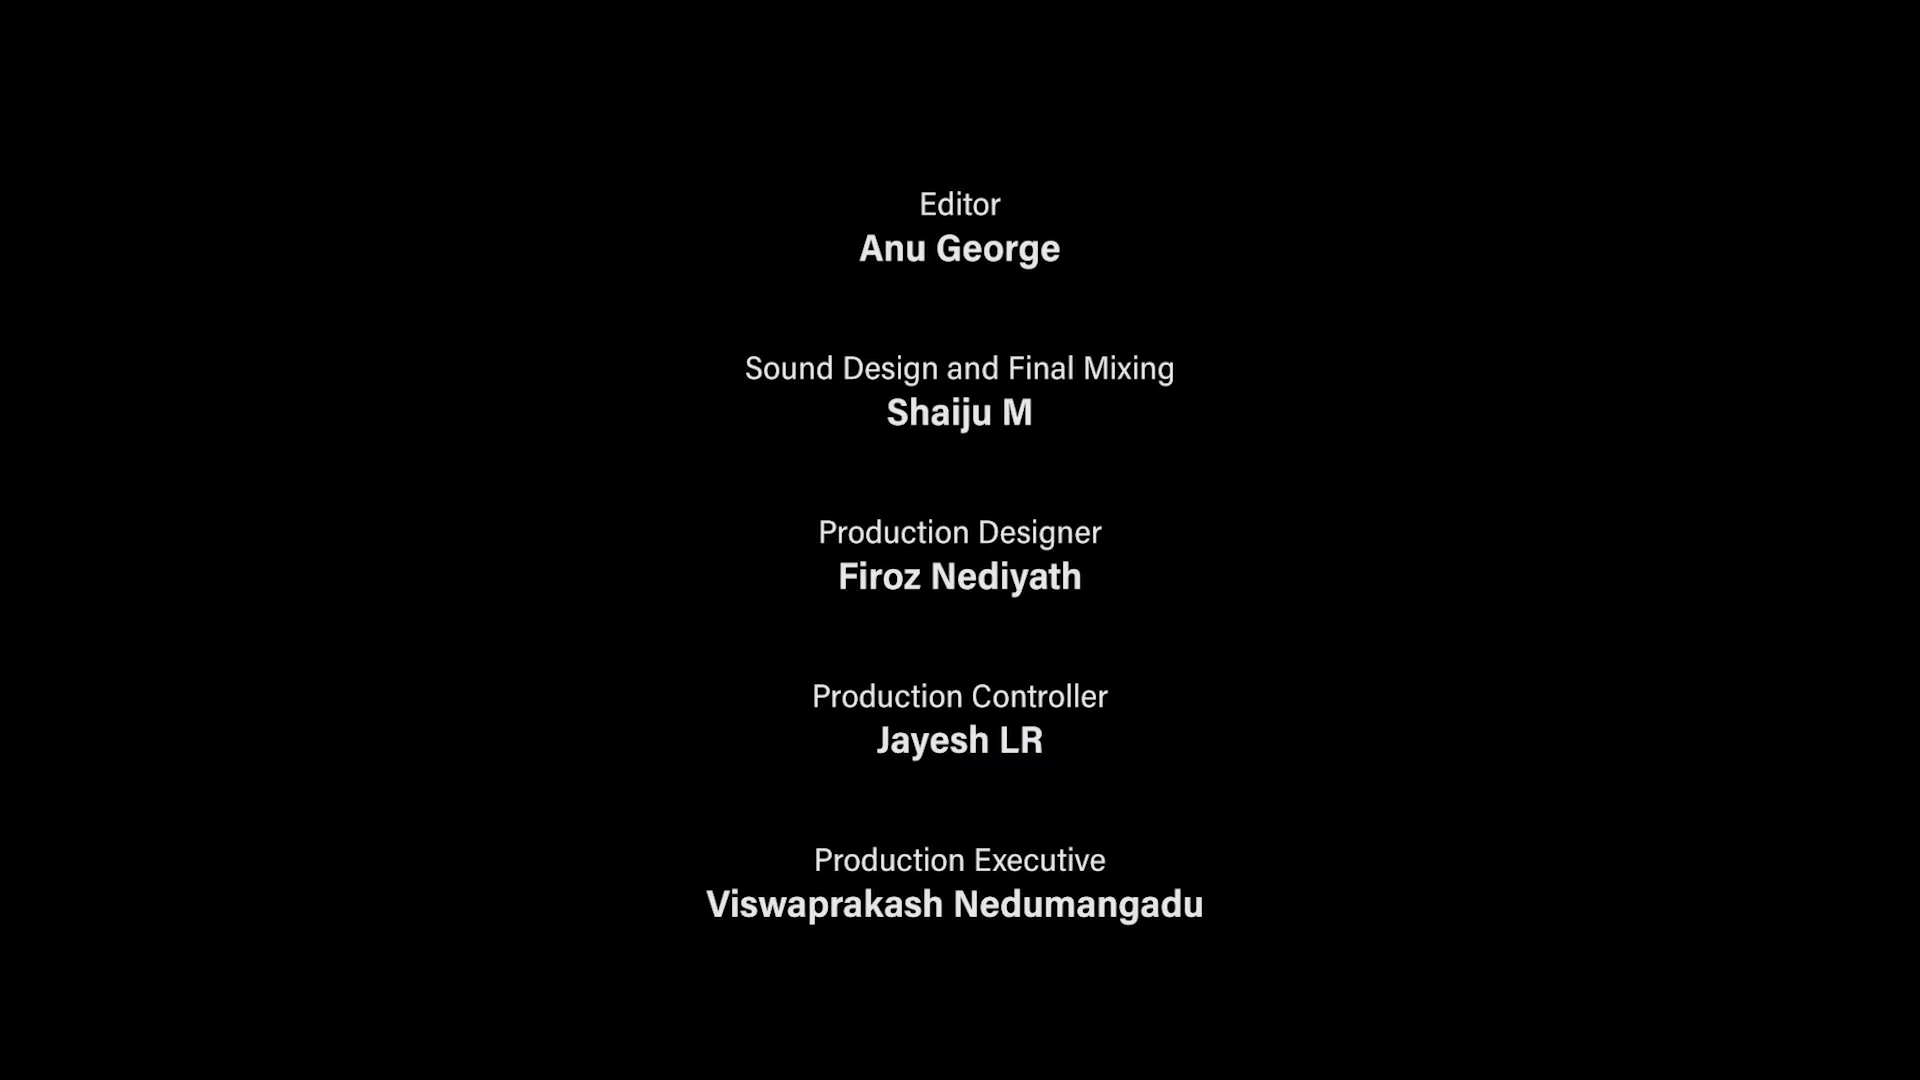 Editor
Anu George
Sound Design and Final Mixing
Shaiju M
Production Designer
Firoz Nediyath
Production Controller
Jayesh LR
Production Executive
Viswaprakash Nedumangadu